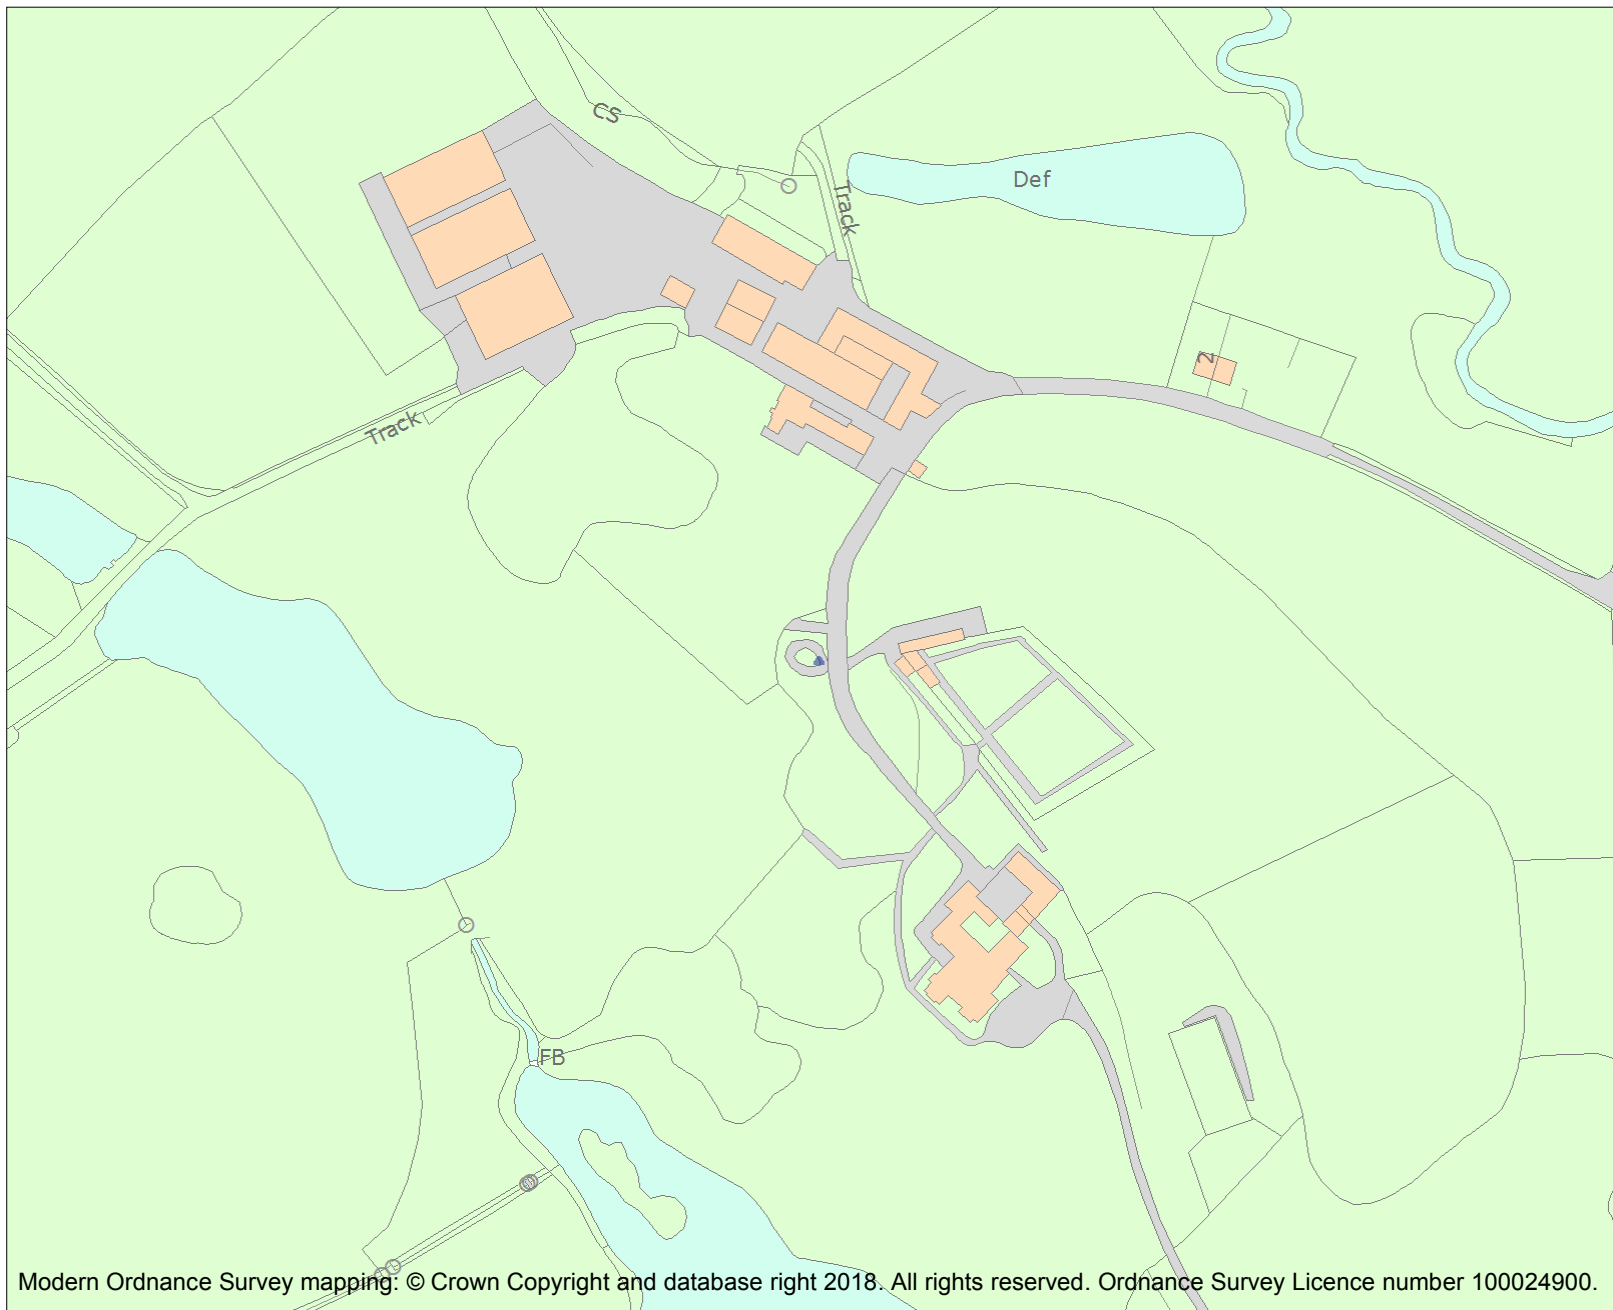 CS
Def
Track
2
Track
FB
Modern Ordnance Survey mapping: © Crown Copyright and database right 2018. All rights reserved. Ordnance Survey Licence number 100024900.